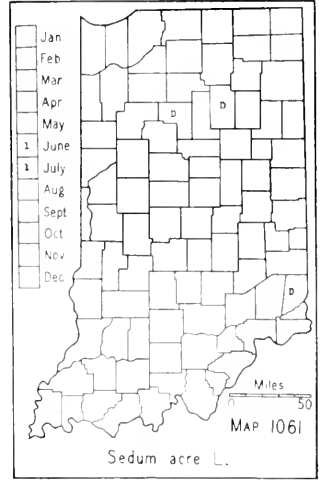 Jan
Feb
Mar
Apr
May
1 June
1 July
Aug
Sept
Oct
Nov
Dec
D
D
D
Miles
0 50
MAP 1061
Sedum acre L.